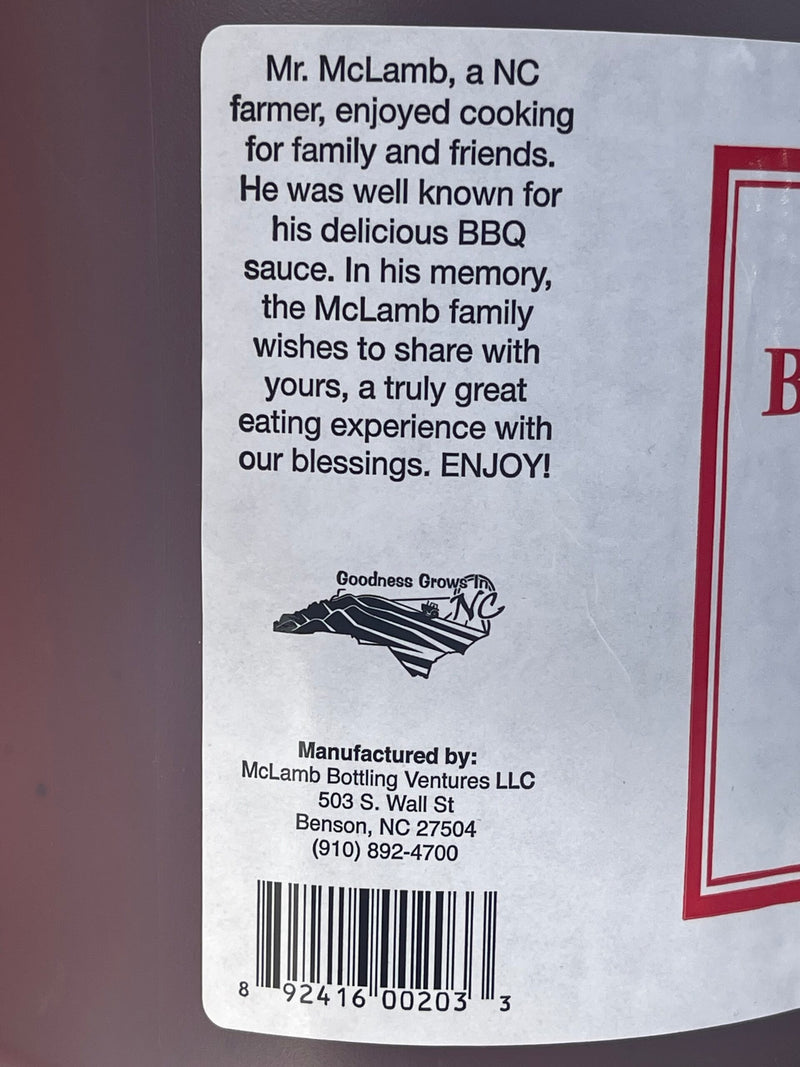 Mr. McLamb, a NC
farmer, enjoyed cooking
for family and friends.
He was well known for
his delicious BBQ
sauce. In his memory,
the McLamb family
wishes to share with
yours, a truly great
eating experience with
our blessings. ENJOY!
Goodness Grows In
NC
Manufactured by:
McLamb Bottling Ventures LLC
503 S. Wall St
Benson, NC 27504
(910) 892-4700
8 92416 00203 3
B